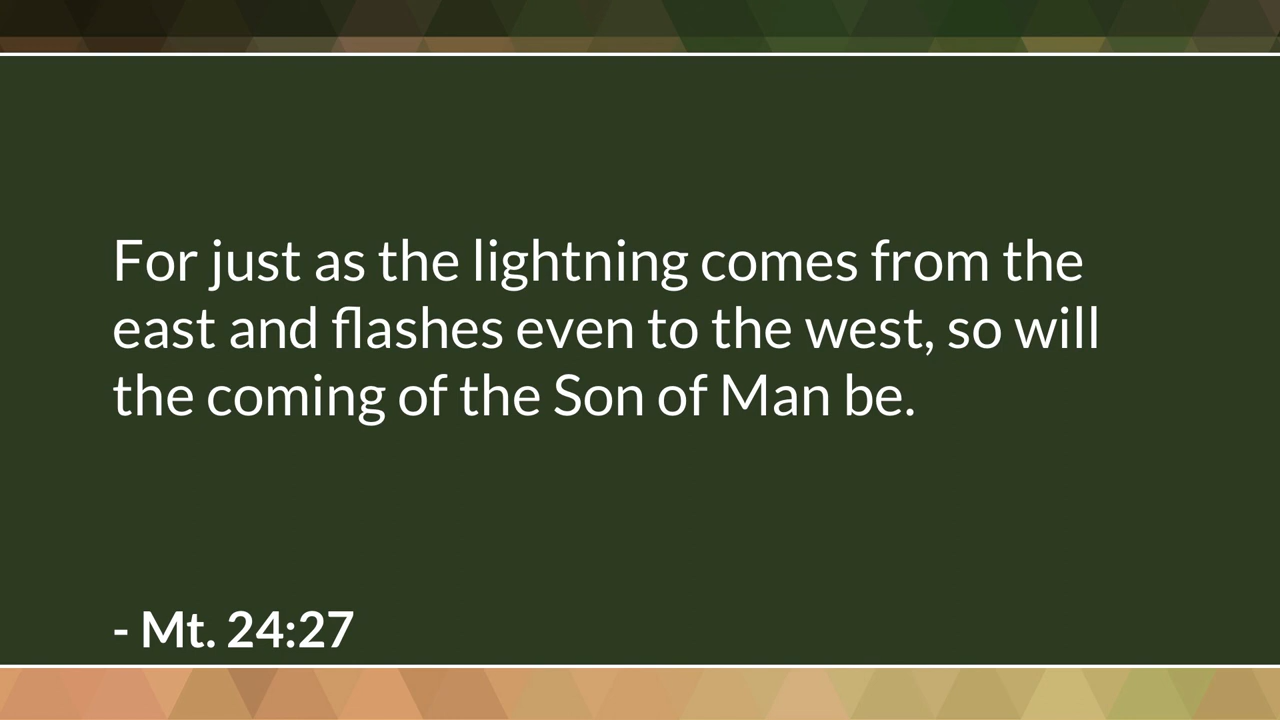 For just as the lightning comes from the
east and flashes even to the west, so will
the coming of the Son of Man be.
- Mt. 24:27